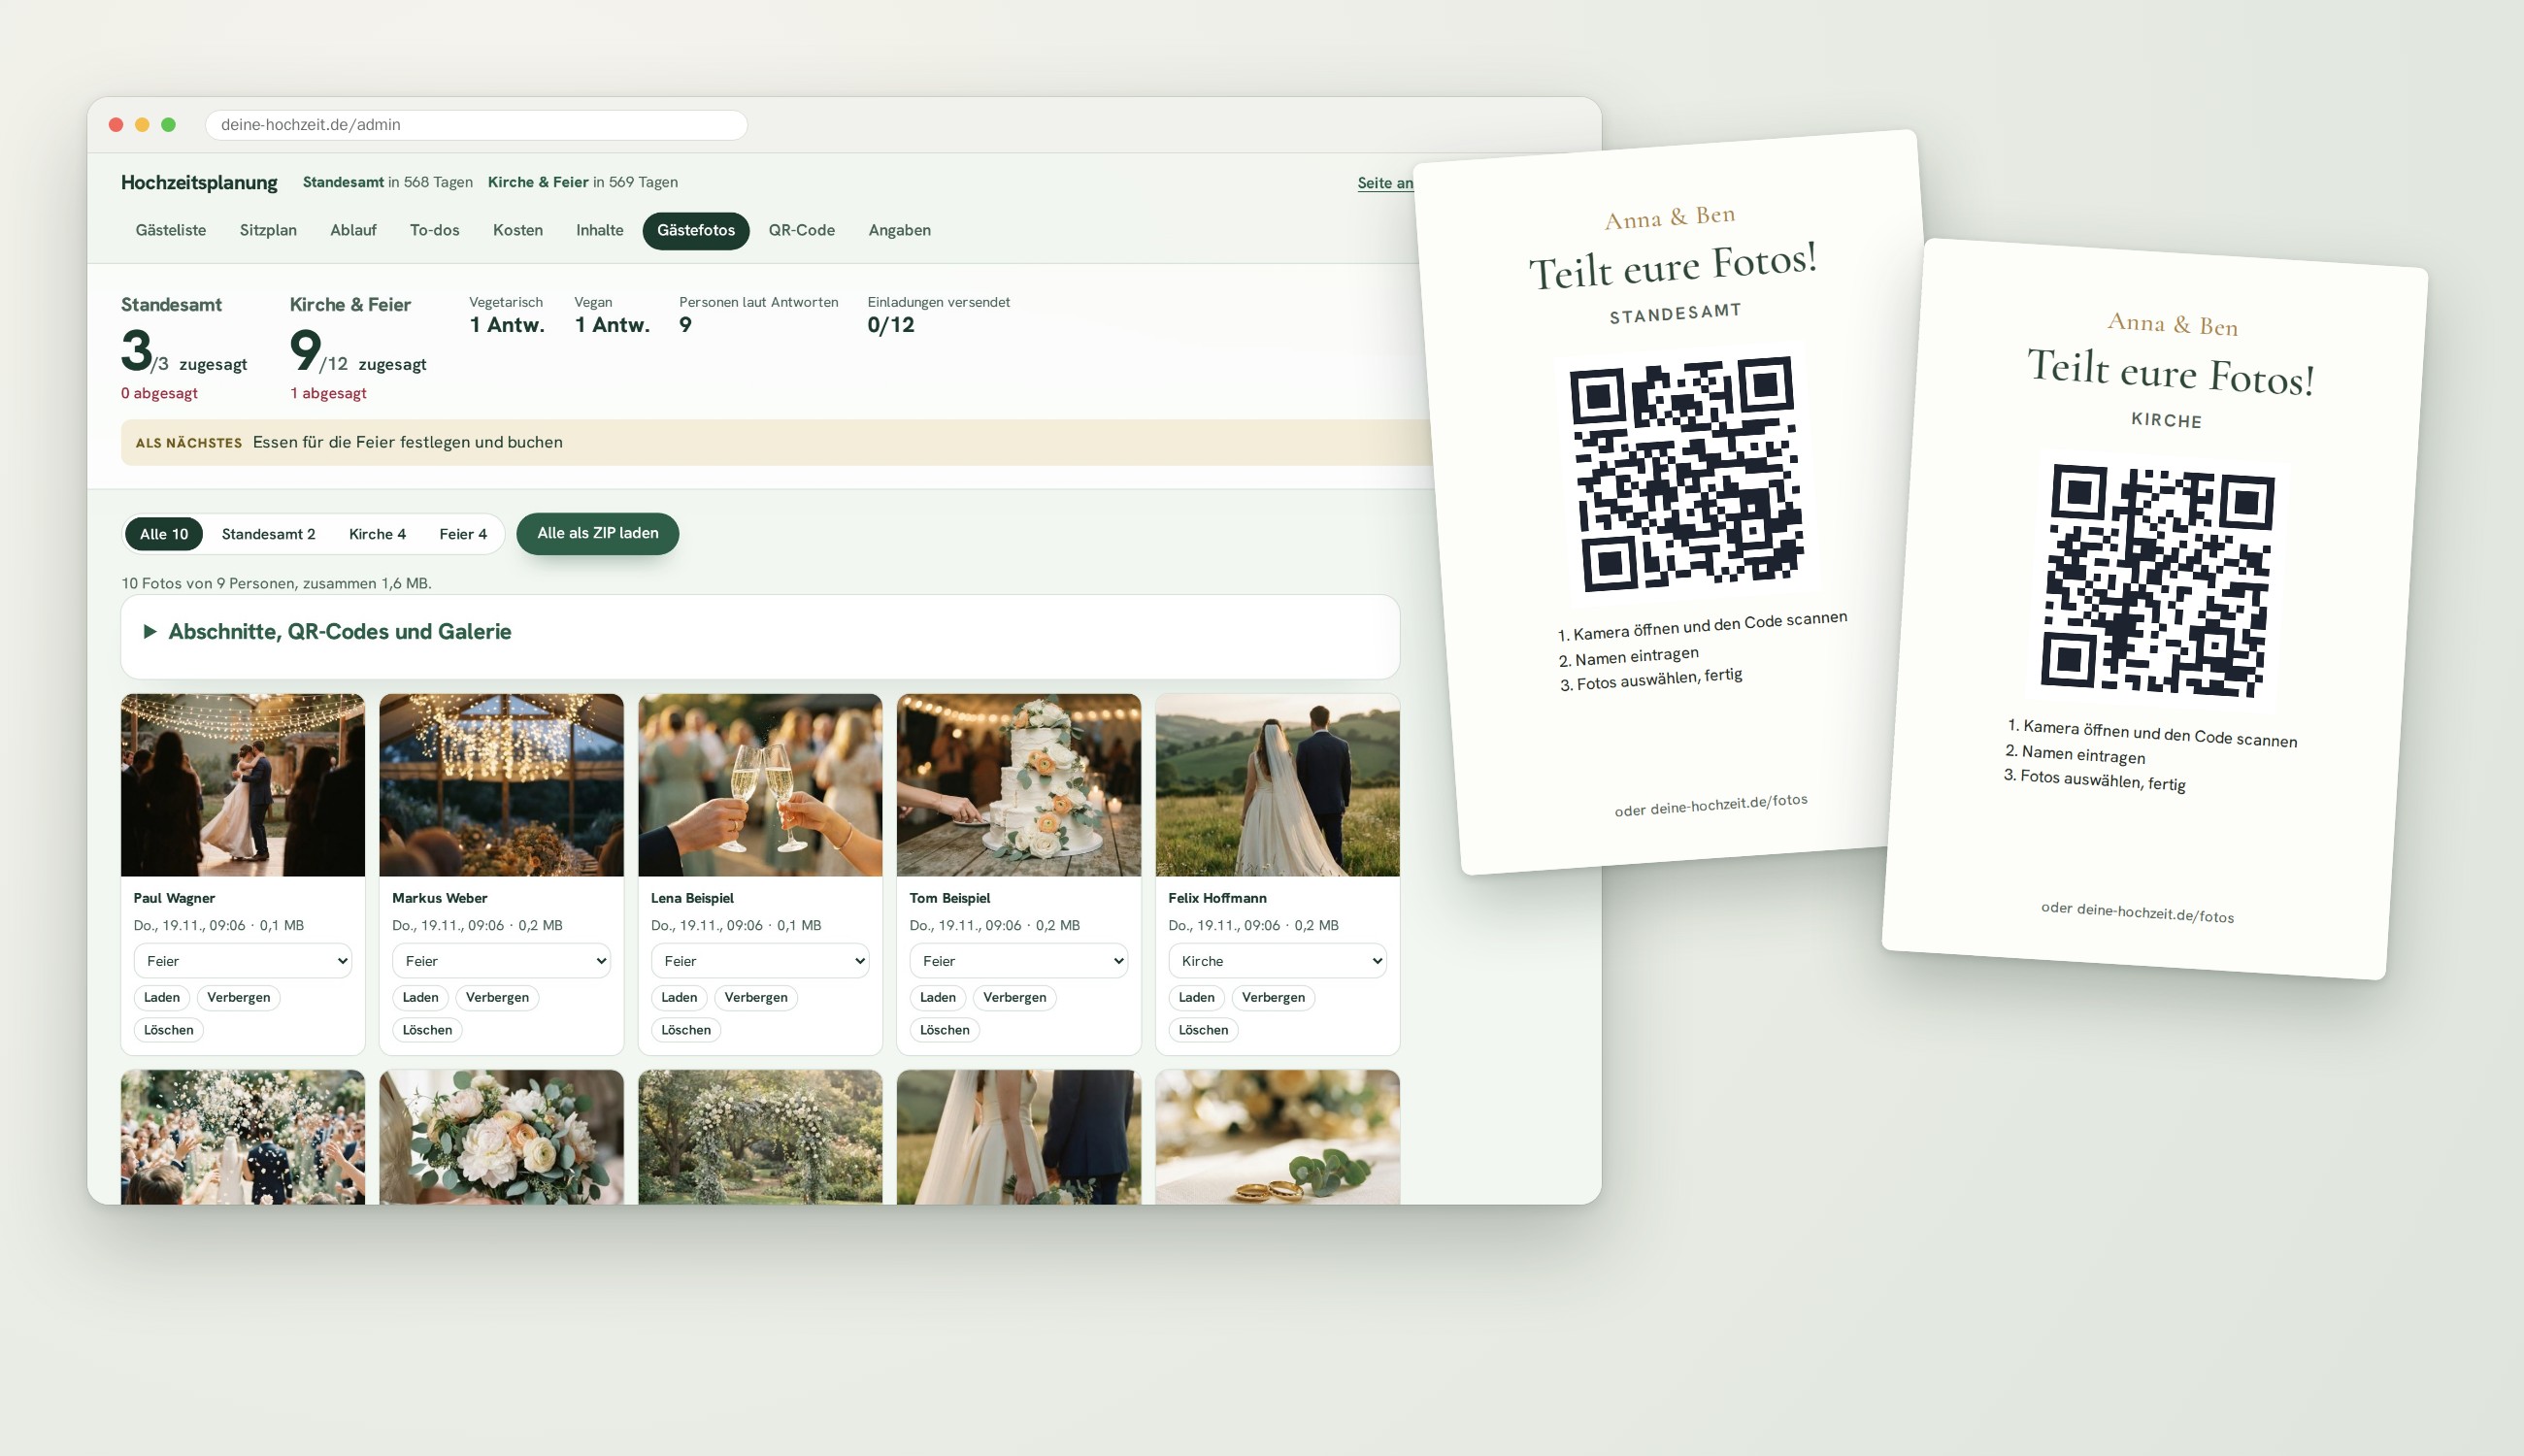 deine-hochzeit.de/admin
Hochzeitsplanung Standesamt in 568 Tagen Kirche & Feier in 569 Tagen Seite an
Gästeliste Sitzplan Ablauf To-dos Kosten Inhalte Gästefotos QR-Code Angaben
Standesamt
3/3 zugesagt
0 abgesagt
Kirche & Feier
9/12 zugesagt
1 abgesagt
Vegetarisch
1 Antw.
Vegan
1 Antw.
Personen laut Antworten
9
Einladungen versendet
0/12
ALS NÄCHSTES Essen für die Feier festlegen und buchen
Alle 10 Standesamt 2 Kirche 4 Feier 4 Alle als ZIP laden
10 Fotos von 9 Personen, zusammen 1,6 MB.
Abschnitte, QR-Codes und Galerie
Paul Wagner
Do., 19.11., 09:06 · 0,1 MB
Feier
Laden Verbergen
Löschen
Markus Weber
Do., 19.11., 09:06 · 0,2 MB
Feier
Laden Verbergen
Löschen
Lena Beispiel
Do., 19.11., 09:06 · 0,1 MB
Feier
Laden Verbergen
Löschen
Tom Beispiel
Do., 19.11., 09:06 · 0,2 MB
Feier
Laden Verbergen
Löschen
Felix Hoffmann
Do., 19.11., 09:06 · 0,2 MB
Kirche
Laden Verbergen
Löschen
Anna & Ben
Teilt eure Fotos!
STANDESAMT
1. Kamera öffnen und den Code scannen
2. Namen eintragen
3. Fotos auswählen, fertig
oder deine-hochzeit.de/fotos
Anna & Ben
Teilt eure Fotos!
KIRCHE
1. Kamera öffnen und den Code scannen
2. Namen eintragen
3. Fotos auswählen, fertig
oder deine-hochzeit.de/fotos